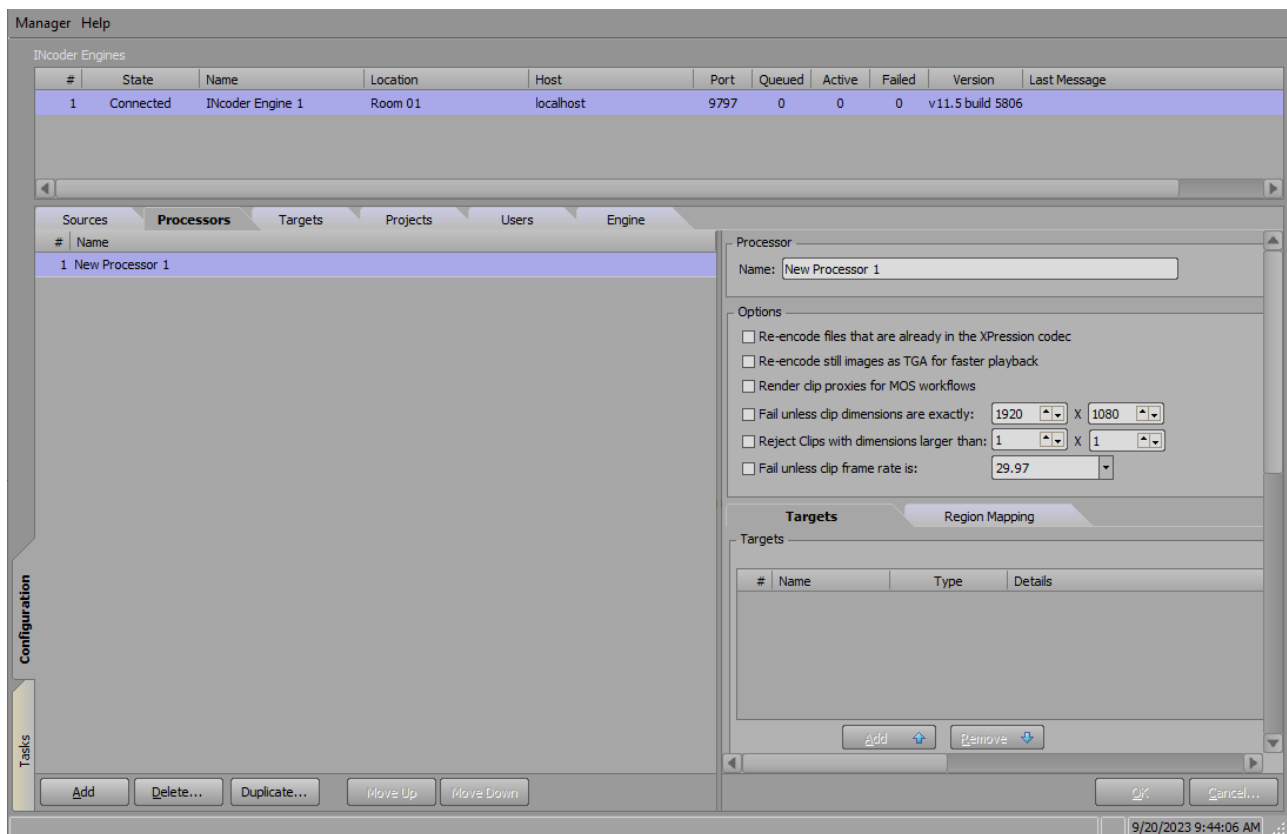 Manager Help
INcoder Engines
# State Name Location Host Port Queued Active Failed Version Last Message
1 Connected INcoder Engine 1 Room 01 localhost 9797 0 0 0 v11.5 build 5806
Sources Processors Targets Projects Users Engine
# Name
1 New Processor 1
Processor
Name: New Processor 1
Options
Re-encode files that are already in the XPression codec
Re-encode still images as TGA for faster playback
Render clip proxies for MOS workflows
Fail unless clip dimensions are exactly: 1920 X 1080
Reject Clips with dimensions larger than: 1 X 1
Fail unless clip frame rate is: 29.97
Targets Region Mapping
Targets
# Name Type Details
Add Remove
Configuration
Tasks
Add Delete... Duplicate... Move Up Move Down OK Cancel...
9/20/2023 9:44:06 AM